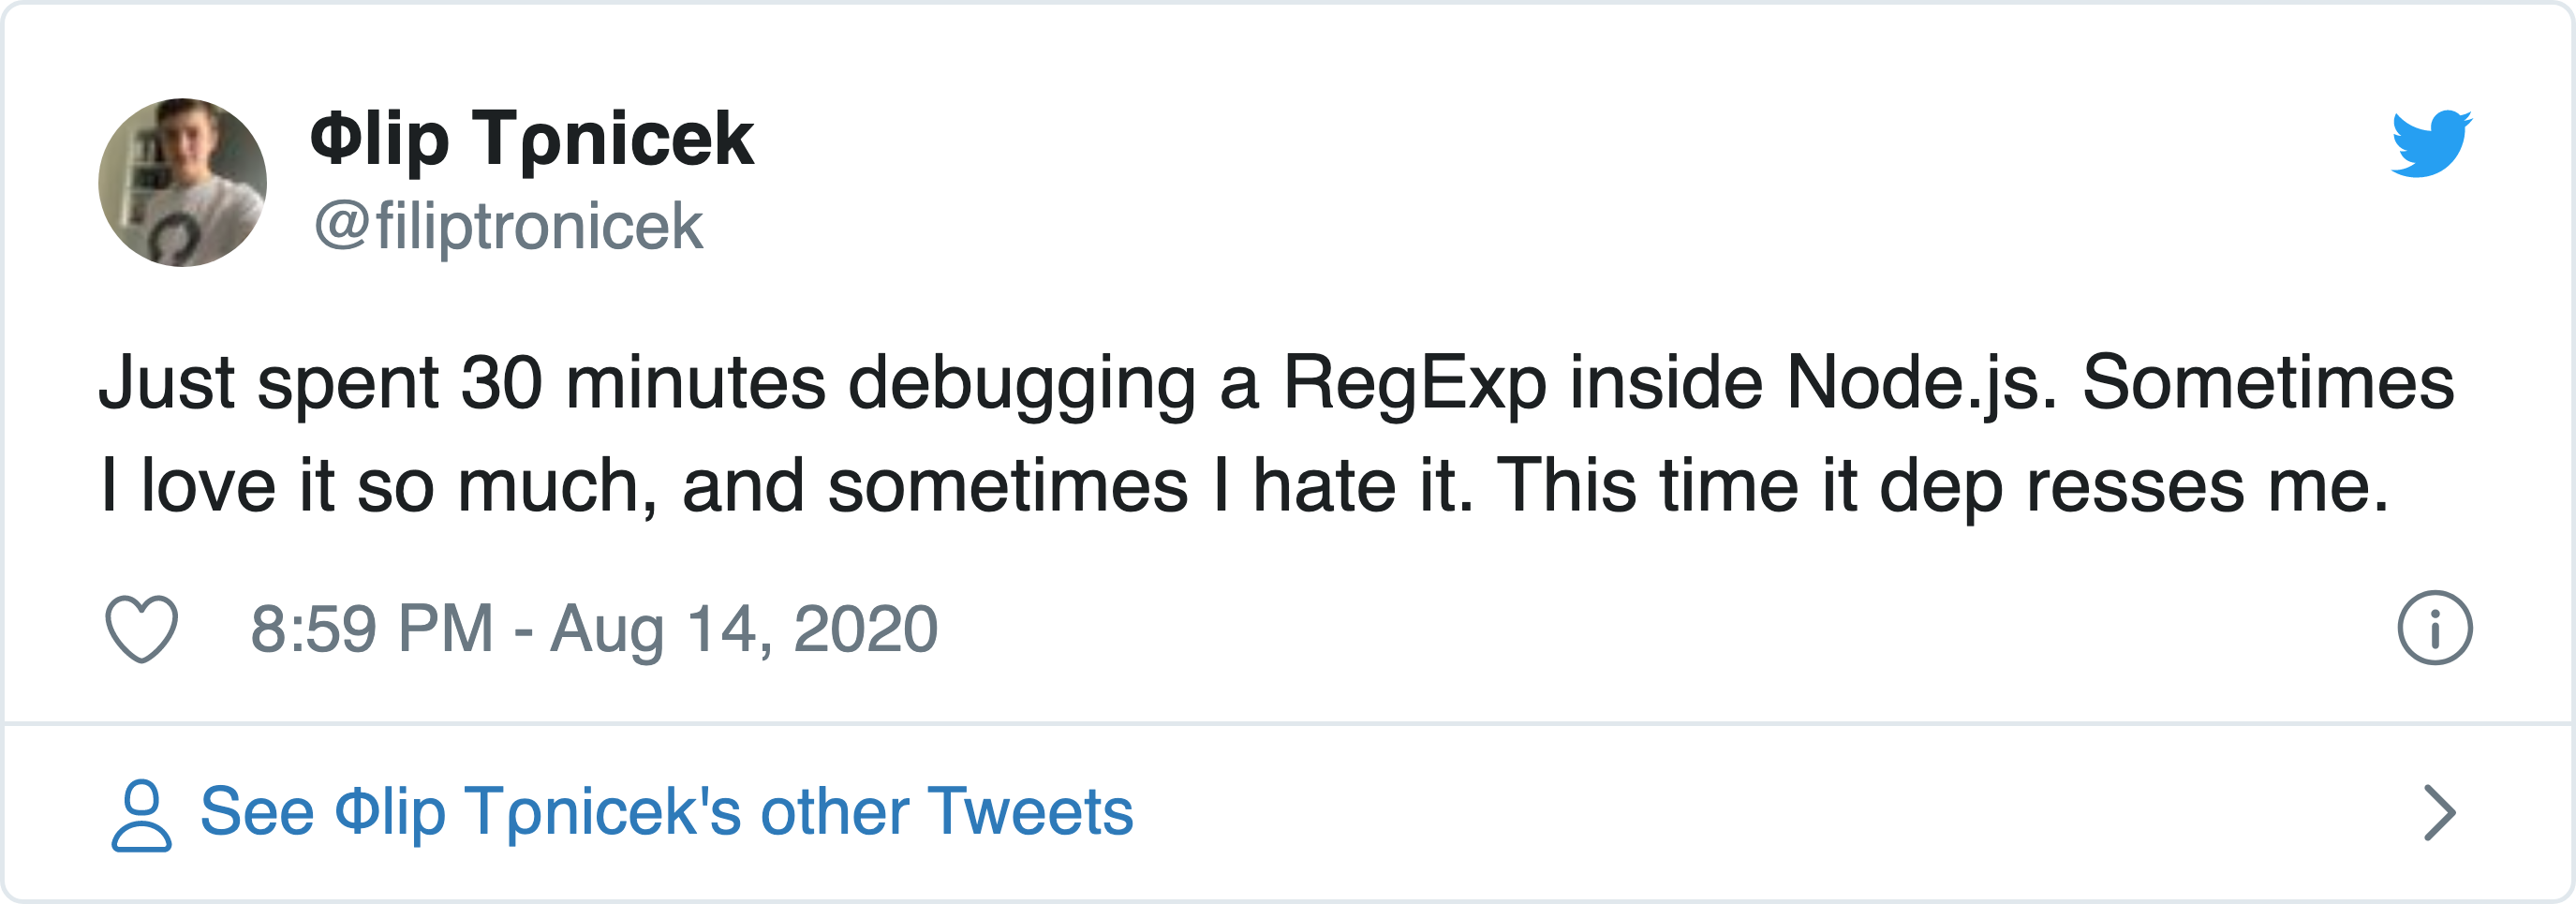 Φlip Tρnicek
@filiptronicek
Just spent 30 minutes debugging a RegExp inside Node.js. Sometimes
I love it so much, and sometimes I hate it. This time it dep resses me.
8:59 PM - Aug 14, 2020
See Φlip Tρnicek's other Tweets